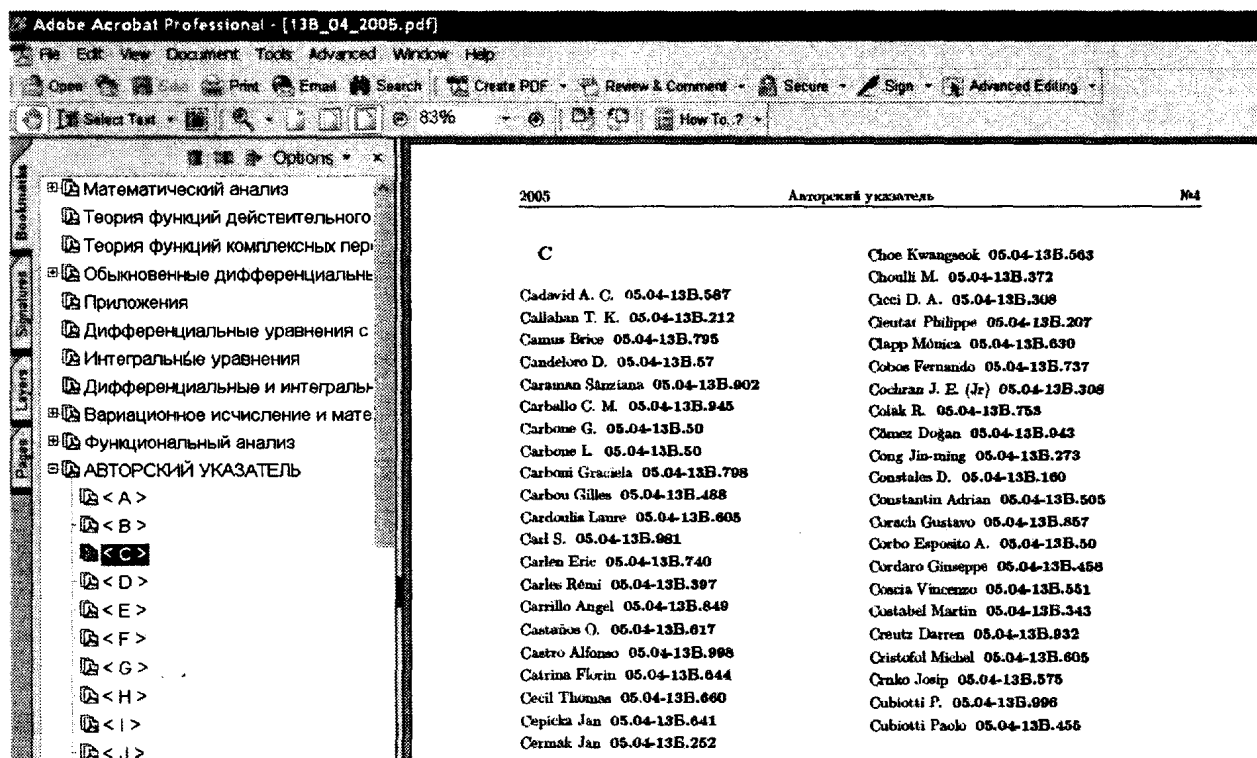 Adobe Acrobat Professional - [13B_04_2005.pdf]
File Edit View Document Tools Advanced Window Help
Open Save Print Email Search Create PDF Review & Comment Secure Sign Advanced Editing
Select Text 83% How To..?
Options
Bookmarks
Signatures
Layers
Pages
Математический анализ
Теория функций действительного
Теория функций комплексных пер
Обыкновенные дифференциальнь
Приложения
Дифференциальные уравнения с
Интегральные уравнения
Дифференциальные и интегральн
Вариационное исчисление и мате
Функциональный анализ
АВТОРСКИЙ УКАЗАТЕЛЬ
< A >
< B >
< C >
< D >
< E >
< F >
< G >
< H >
< I >
< J >
2005 Авторский указатель №4
C
Cadavid A. C. 05.04-13B.587
Callahan T. K. 05.04-13B.212
Camus Brice 05.04-13B.795
Candeloro D. 05.04-13B.57
Caraman Sânziana 05.04-13B.902
Carballo C. M. 05.04-13B.945
Carbone G. 05.04-13B.50
Carbone L. 05.04-13B.50
Carboni Graciela 05.04-13B.798
Carbou Gilles 05.04-13B.488
Cardoulis Laure 05.04-13B.605
Carl S. 05.04-13B.981
Carlen Eric 05.04-13B.740
Carles Rémi 05.04-13B.397
Carrillo Angel 05.04-13B.849
Castaños O. 05.04-13B.617
Castro Alfonso 05.04-13B.998
Catrina Florin 05.04-13B.644
Cecil Thomas 05.04-13B.660
Cepicka Jan 05.04-13B.641
Cermak Jan 05.04-13B.252
Choe Kwangseok 05.04-13B.563
Choulli M. 05.04-13B.372
Cicci D. A. 05.04-13B.308
Cieutat Philippe 05.04-13B.207
Clapp Mónica 05.04-13B.630
Cobos Fernando 05.04-13B.737
Cochran J. E. (Jr) 05.04-13B.308
Colak R. 05.04-13B.753
Cömez Doğan 05.04-13B.943
Cong Jin-ming 05.04-13B.273
Constales D. 05.04-13B.160
Constantin Adrian 05.04-13B.505
Corach Gustavo 05.04-13B.857
Corbo Esposito A. 05.04-13B.50
Cordaro Giuseppe 05.04-13B.458
Coscia Vincenzo 05.04-13B.551
Costabel Martin 05.04-13B.343
Creutz Darren 05.04-13B.932
Cristofol Michel 05.04-13B.605
Crnko Josip 05.04-13B.575
Cubiotti P. 05.04-13B.996
Cubiotti Paolo 05.04-13B.455